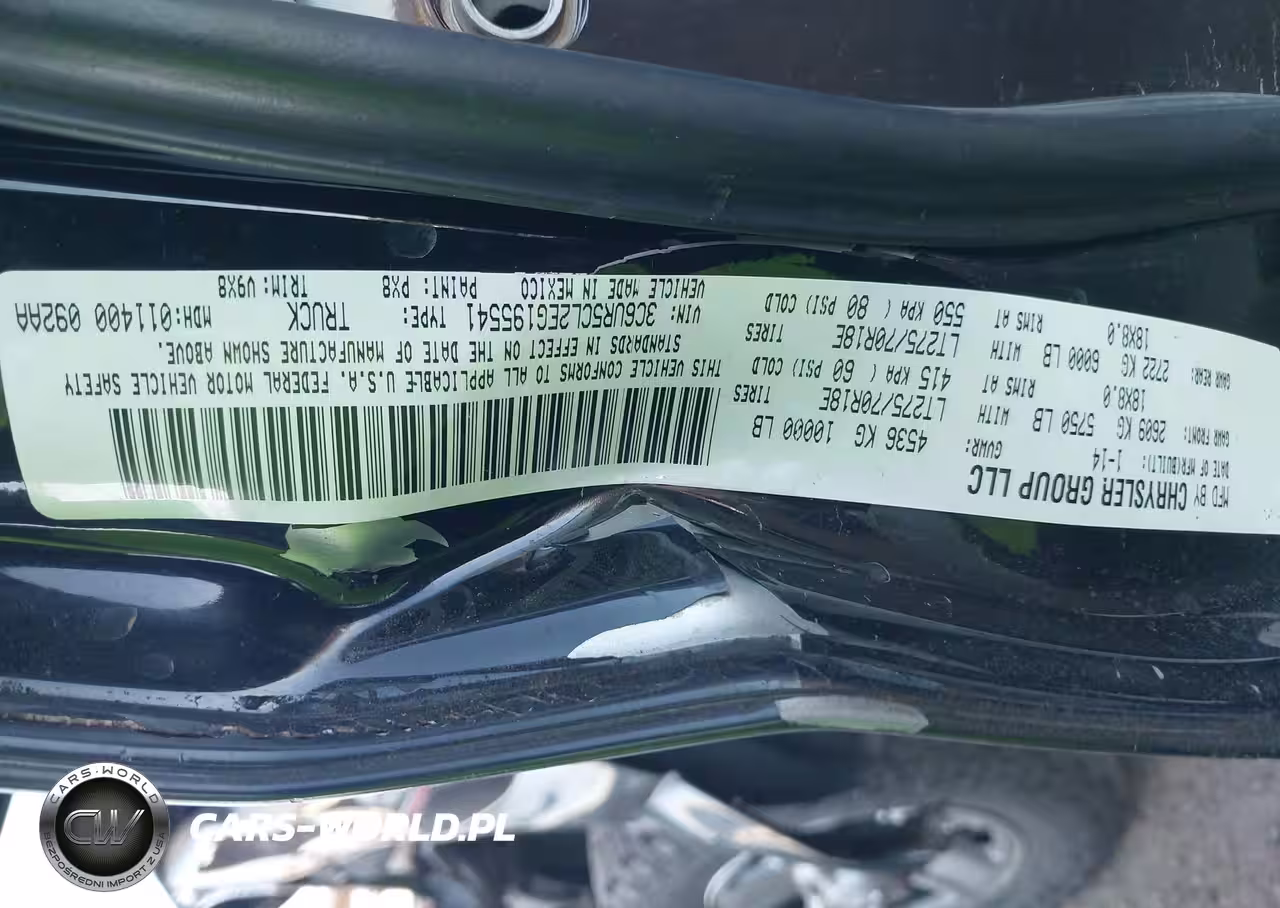 MFD BY CHRYSLER GROUP LLC
DATE OF MFR(BUILT): 1-14 GVWR: 4536 KG 10000 LB
GAWR FRONT: 2609 KG 5750 LB WITH LT275/70R18E TIRES
18X8.0 RIMS AT 415 KPA ( 60 PSI) COLD
GAWR REAR: 2722 KG 6000 LB WITH LT275/70R18E TIRES
18X8.0 RIMS AT 550 KPA ( 80 PSI) COLD
THIS VEHICLE CONFORMS TO ALL APPLICABLE U.S.A. FEDERAL MOTOR VEHICLE SAFETY
STANDARDS IN EFFECT ON THE DATE OF MANUFACTURE SHOWN ABOVE.
VIN: 3C6UR5CL2EG195541 TYPE: TRUCK MDH:011400 092AA
VEHICLE MADE IN MEXICO PAINT: PX8 TRIM: V9X8
CARS-WORLD
CW
BEZPOŚREDNI IMPORT Z USA
CARS-WORLD.PL